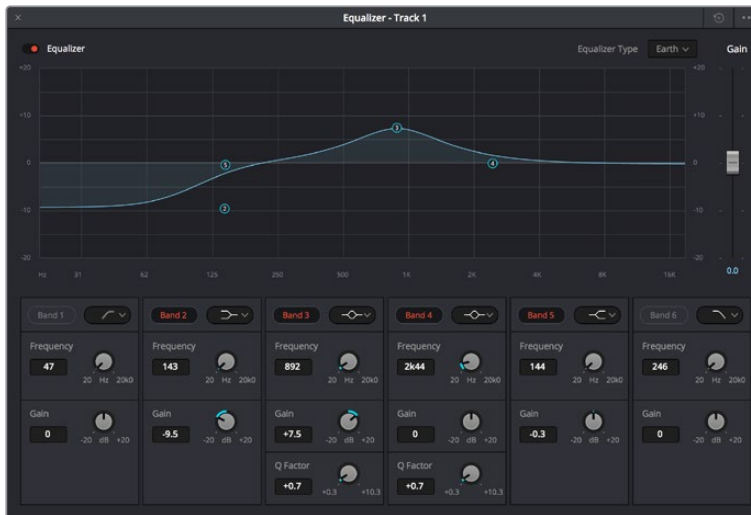 Equalizer - Track 1
Equalizer
Equalizer Type Earth Gain
+20 +20
+10 +10
0 0
-10 -10
-20 -20
3
5
4
2
Hz 31 62 125 250 500 1K 2K 4K 8K 16K
0.0
Band 1 Band 2 Band 3 Band 4 Band 5 Band 6
Frequency Frequency Frequency Frequency Frequency Frequency
47 143 892 2k44 144 246
20 Hz 20k0 20 Hz 20k0 20 Hz 20k0 20 Hz 20k0 20 Hz 20k0 20 Hz 20k0
Gain Gain Gain Gain Gain Gain
0 -9.5 +7.5 0 -0.3 0
-20 dB +20 -20 dB +20 -20 dB +20 -20 dB +20 -20 dB +20 -20 dB +20
Q Factor Q Factor
+0.7 +0.7
+0.3 +10.3 +0.3 +10.3